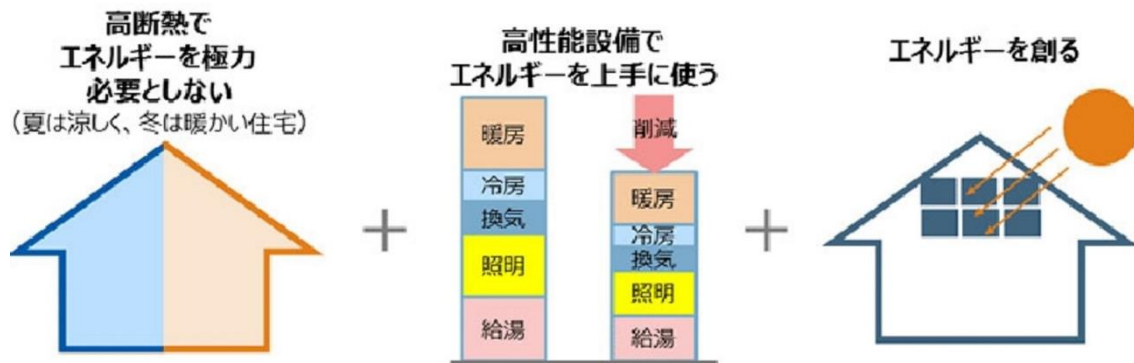 高断熱で
エネルギーを極力
必要としない
（夏は涼しく、冬は暖かい住宅）
高性能設備で
エネルギーを上手に使う
暖房
冷房
換気
照明
給湯
削減
暖房
冷房
換気
照明
給湯
エネルギーを創る